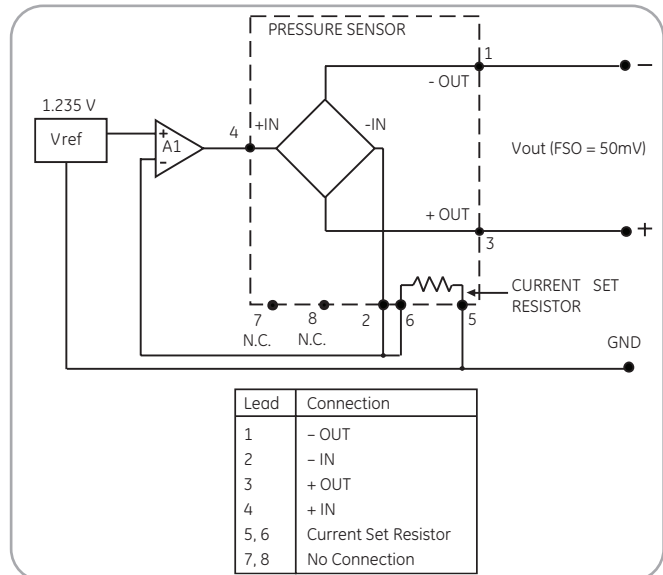 PRESSURE SENSOR
1
- OUT
−
1.235 V
Vref
+
A1
−
4
+IN
-IN
Vout (FSO = 50mV)
+ OUT
+
3
CURRENT SET
RESISTOR
7
8
2
6
5
N.C.
N.C.
GND
Lead Connection
1 – OUT
2 – IN
3 + OUT
4 + IN
5, 6 Current Set Resistor
7, 8 No Connection